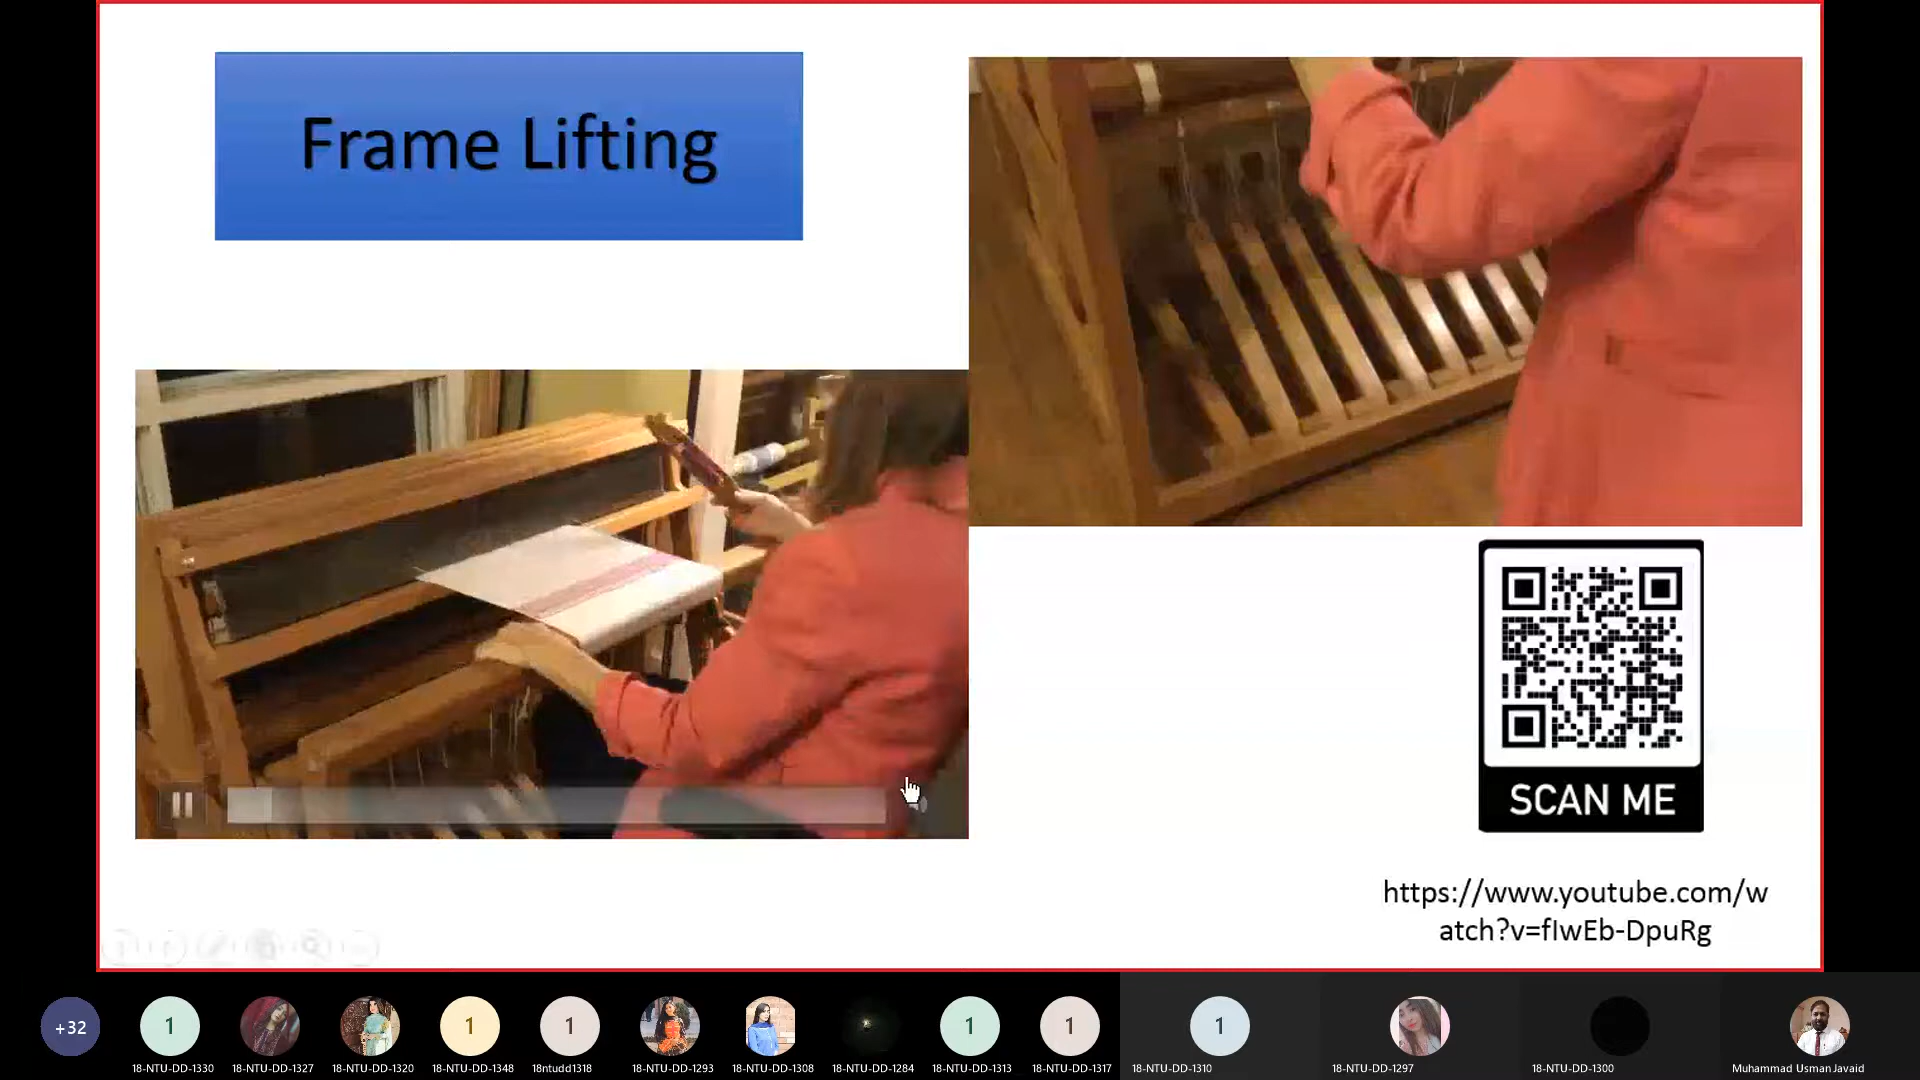 Frame Lifting
SCAN ME
https://www.youtube.com/w
atch?v=fIwEb-DpuRg
+32
1
1
1
1
1
1
18-NTU-DD-1330
18-NTU-DD-1327
18-NTU-DD-1320
18-NTU-DD-1348
18ntudd1318
18-NTU-DD-1293
18-NTU-DD-1308
18-NTU-DD-1284
18-NTU-DD-1313
18-NTU-DD-1317
18-NTU-DD-1310
18-NTU-DD-1297
18-NTU-DD-1300
Muhammad Usman Javaid